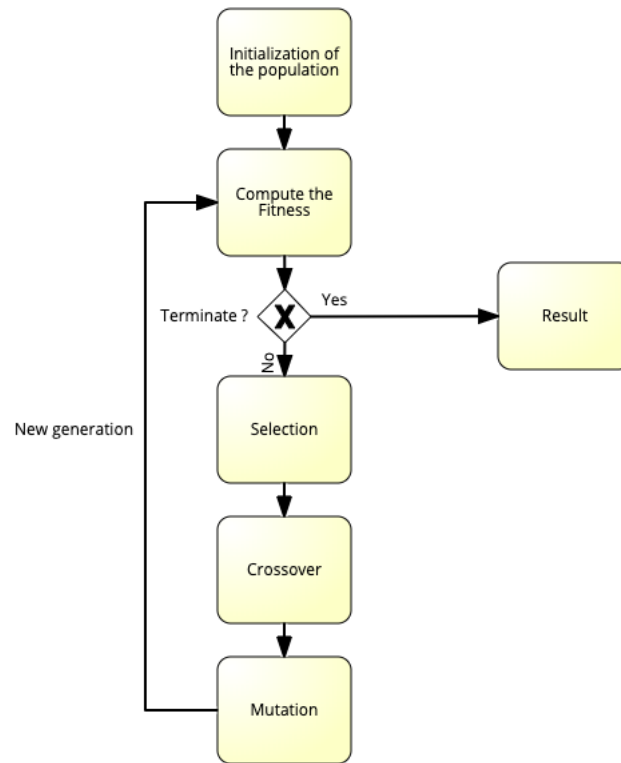 Initialization of
the population
Compute the
Fitness
Terminate ?
Yes
Result
No
Selection
New generation
Crossover
Mutation